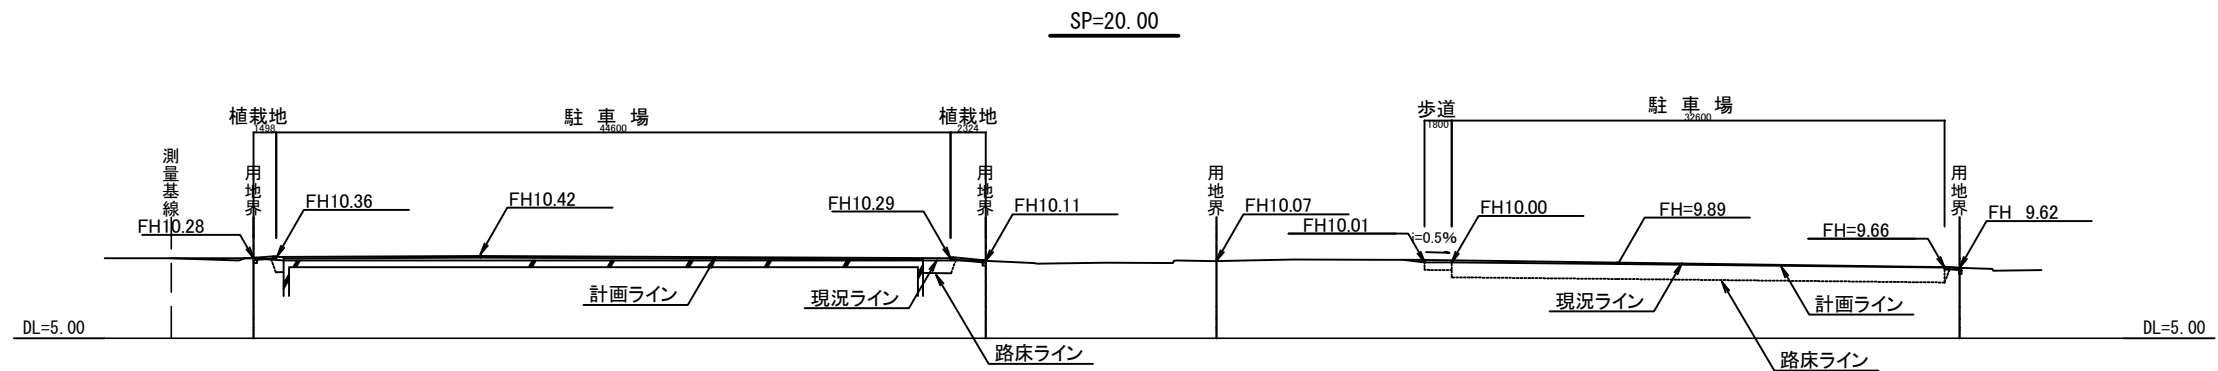 SP=20.00
植栽地
1498
駐 車 場
44600
植栽地
2324
歩道
1800
駐 車 場
32600
測量基線
用地界
用地界
用地界
用地界
FH10.28
FH10.36
FH10.42
FH10.29
FH10.11
FH10.07
FH10.01
i=0.5%
FH10.00
FH=9.89
FH=9.66
FH 9.62
計画ライン
現況ライン
路床ライン
現況ライン
計画ライン
路床ライン
DL=5.00
DL=5.00